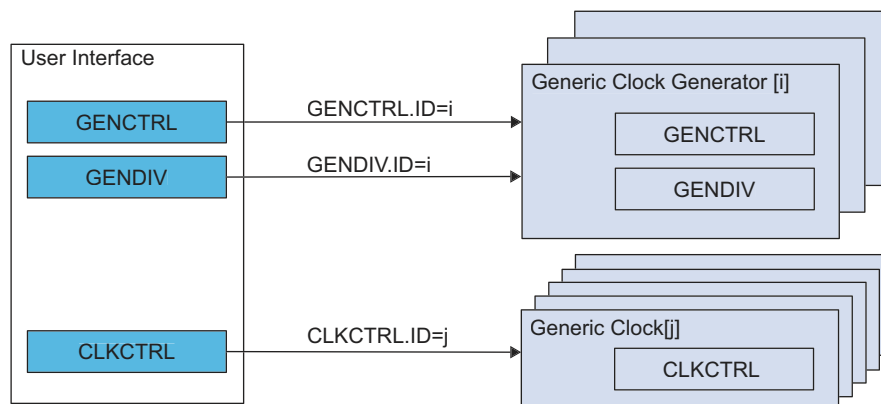 User Interface
GENCTRL
GENDIV
CLKCTRL
GENCTRL.ID=i
GENDIV.ID=i
CLKCTRL.ID=j
Generic Clock Generator [i]
GENCTRL
GENDIV
Generic Clock[j]
CLKCTRL